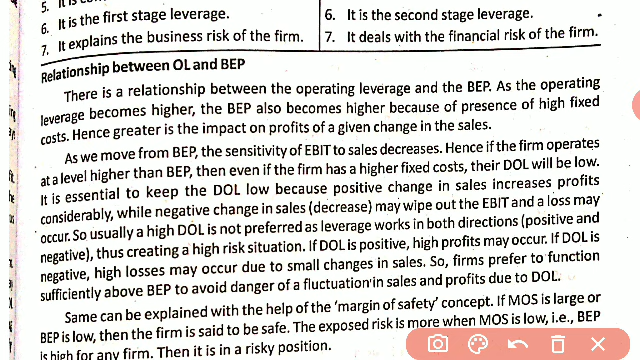 5. It is
6. It is the first stage leverage.
6. It is the second stage leverage.
7. It explains the business risk of the firm.
7. It deals with the financial risk of the firm.
Relationship between OL and BEP
There is a relationship between the operating leverage and the BEP. As the operating
leverage becomes higher, the BEP also becomes higher because of presence of high fixed
costs. Hence greater is the impact on profits of a given change in the sales.
As we move from BEP, the sensitivity of EBIT to sales decreases. Hence if the firm operates
at a level higher than BEP, then even if the firm has a higher fixed costs, their DOL will be low.
It is essential to keep the DOL low because positive change in sales increases profits
considerably, while negative change in sales (decrease) may wipe out the EBIT and a loss may
occur. So usually a high DOL is not preferred as leverage works in both directions (positive and
negative), thus creating a high risk situation. If DOL is positive, high profits may occur. If DOL is
negative, high losses may occur due to small changes in sales. So, firms prefer to function
sufficiently above BEP to avoid danger of a fluctuation in sales and profits due to DOL.
Same can be explained with the help of the 'margin of safety' concept. If MOS is large or
BEP is low, then the firm is said to be safe. The exposed risk is more when MOS is low, i.e., BEP
is high for any firm. Then it is in a risky position.